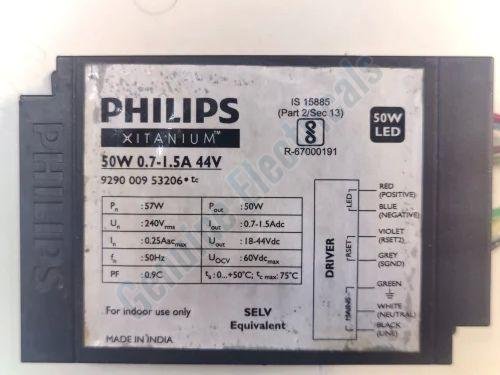 PHILIPS
PHILIPS
XITANIUM™
50W 0.7-1.5A 44V
9290 009 53206 • tc
IS 15885
(Part 2/Sec 13)
R-67000191
50W
LED
Pn : 57W Pout : 50W
Un : 240Vrms Iout : 0.7-1.5Adc
In : 0.25Aacmax Uout : 18-44Vdc
fn : 50Hz UOCV : 60Vdcmax
PF : 0.9C ta : 0...+50°C; tc max: 75°C
For indoor use only
SELV
Equivalent
MADE IN INDIA
DRIVER
LED
RED
(POSITIVE)
BLUE
(NEGATIVE)
RSET
VIOLET
(RSET2)
GREY
(SGND)
MAINS
GREEN
WHITE
(NEUTRAL)
BLACK
(LINE)
Genuine Electricals